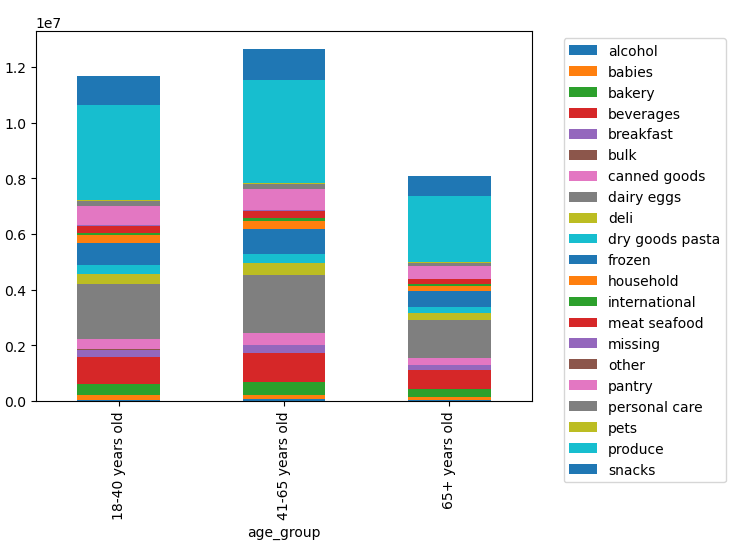 1e7
1.2
1.0
0.8
0.6
0.4
0.2
0.0
18-40 years old
41-65 years old
65+ years old
age_group
alcohol
babies
bakery
beverages
breakfast
bulk
canned goods
dairy eggs
deli
dry goods pasta
frozen
household
international
meat seafood
missing
other
pantry
personal care
pets
produce
snacks